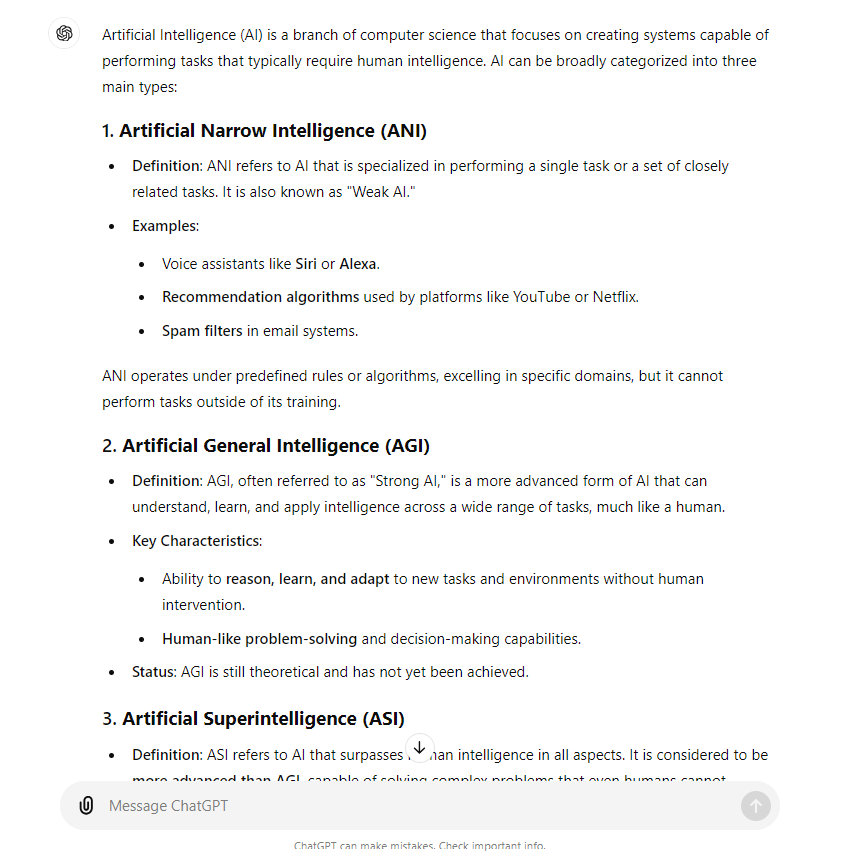 Artificial Intelligence (AI) is a branch of computer science that focuses on creating systems capable of
performing tasks that typically require human intelligence. AI can be broadly categorized into three
main types:
1. Artificial Narrow Intelligence (ANI)
• Definition: ANI refers to AI that is specialized in performing a single task or a set of closely
related tasks. It is also known as "Weak AI."
• Examples:
• Voice assistants like Siri or Alexa.
• Recommendation algorithms used by platforms like YouTube or Netflix.
• Spam filters in email systems.
ANI operates under predefined rules or algorithms, excelling in specific domains, but it cannot
perform tasks outside of its training.
2. Artificial General Intelligence (AGI)
• Definition: AGI, often referred to as "Strong AI," is a more advanced form of AI that can
understand, learn, and apply intelligence across a wide range of tasks, much like a human.
• Key Characteristics:
• Ability to reason, learn, and adapt to new tasks and environments without human
intervention.
• Human-like problem-solving and decision-making capabilities.
• Status: AGI is still theoretical and has not yet been achieved.
3. Artificial Superintelligence (ASI)
• Definition: ASI refers to AI that surpasses human intelligence in all aspects. It is considered to be
more advanced than AGI, capable of solving complex problems that even humans cannot
Message ChatGPT
ChatGPT can make mistakes. Check important info.